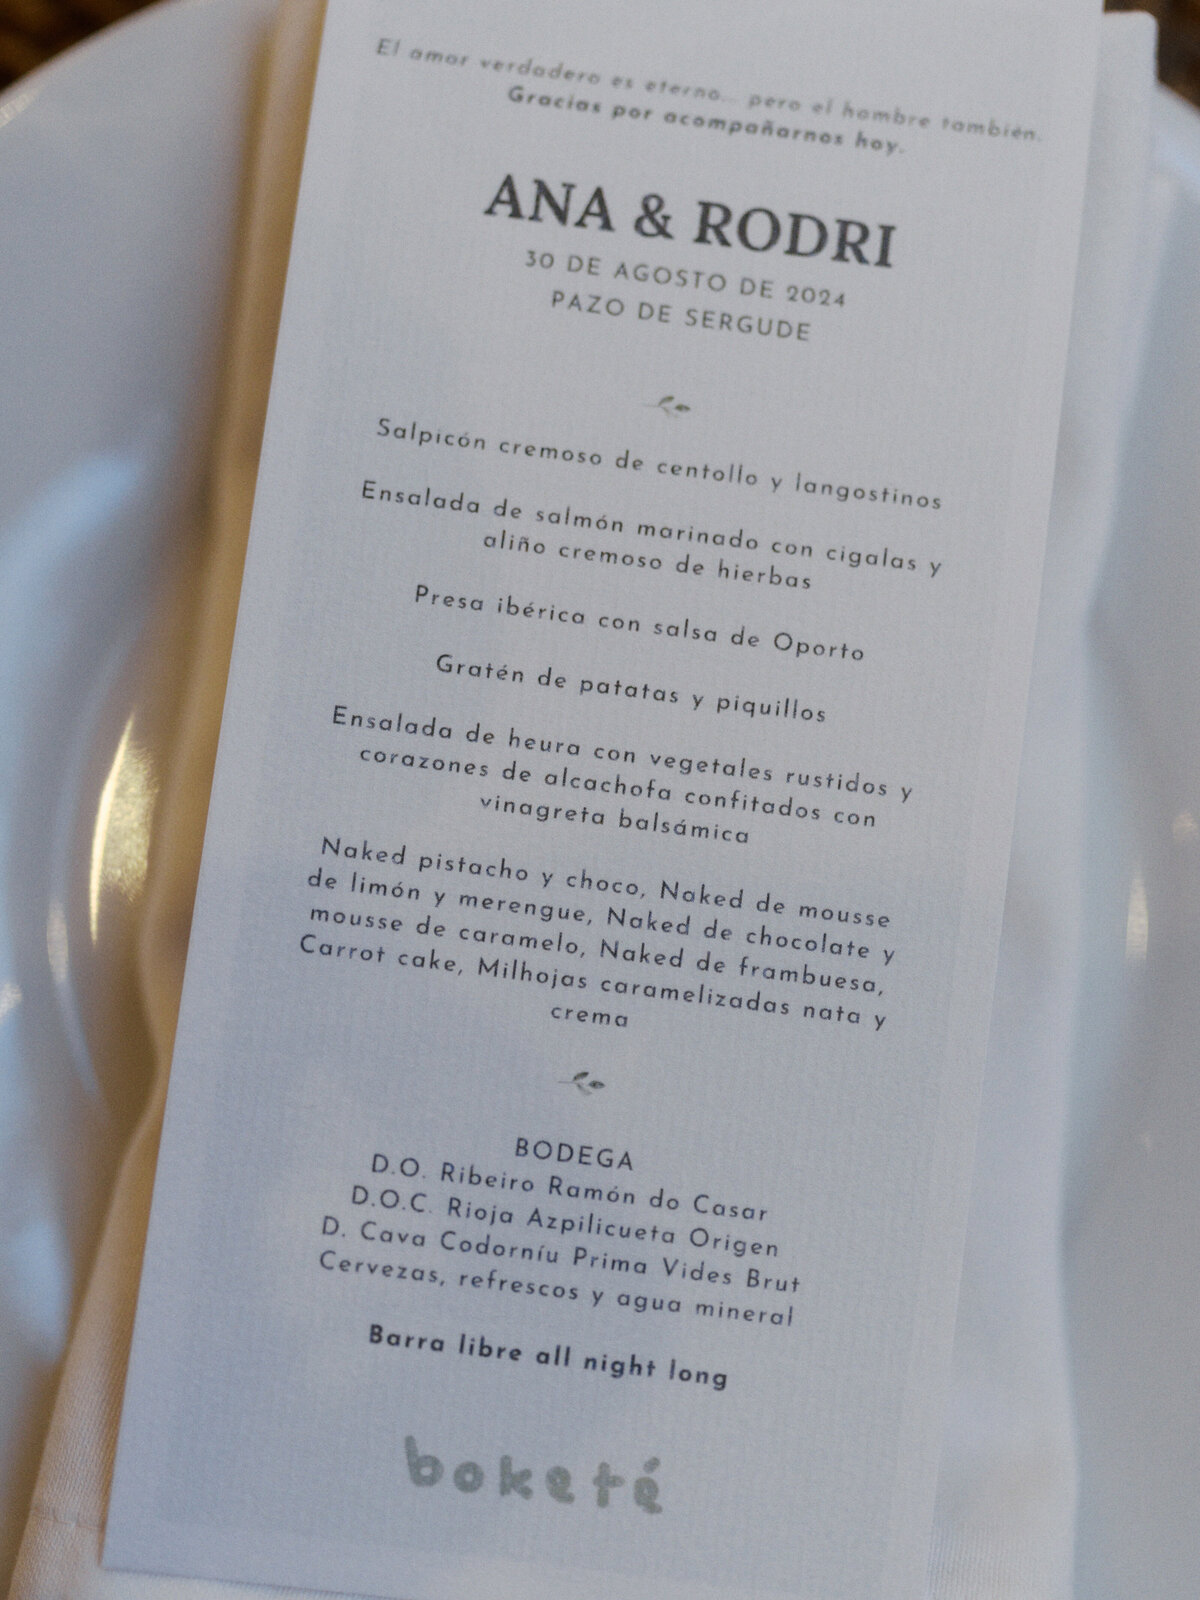 El amor verdadero es eterno... pero el hambre también.
Gracias por acompañarnos hoy.
ANA & RODRI
30 DE AGOSTO DE 2024
PAZO DE SERGUDE
Salpicón cremoso de centollo y langostinos
Ensalada de salmón marinado con cigalas y
aliño cremoso de hierbas
Presa ibérica con salsa de Oporto
Gratén de patatas y piquillos
Ensalada de heura con vegetales rustidos y
corazones de alcachofa confitados con
vinagreta balsámica
Naked pistacho y choco, Naked de mousse
de limón y merengue, Naked de chocolate y
mousse de caramelo, Naked de frambuesa,
Carrot cake, Milhojas caramelizadas nata y
crema
BODEGA
D.O. Ribeiro Ramón do Casar
D.O.C. Rioja Azpilicueta Origen
D. Cava Codorníu Prima Vides Brut
Cervezas, refrescos y agua mineral
Barra libre all night long
boketé